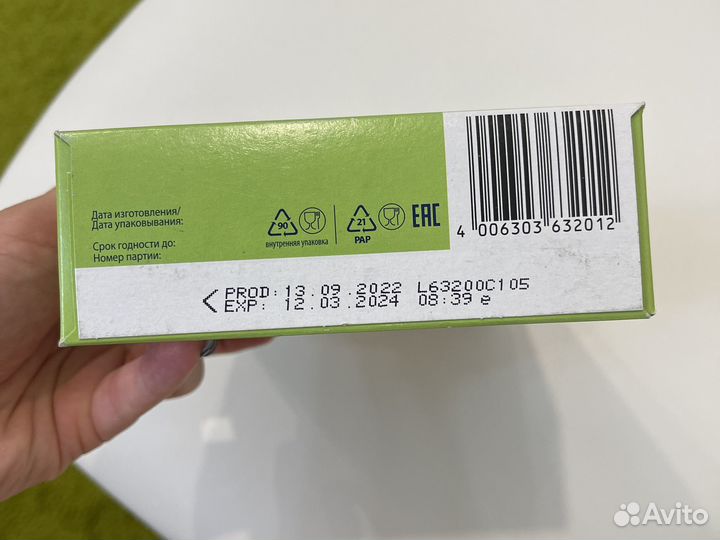 Дата изготовления/
Дата упаковывания:
Срок годности до:
Номер партии:
90
внутренняя упаковка
21
PAP
EAC
4 006303 632012
PROD: 13.09.2022 L63200C105
EXP: 12.03.2024 08:39 e
Avito